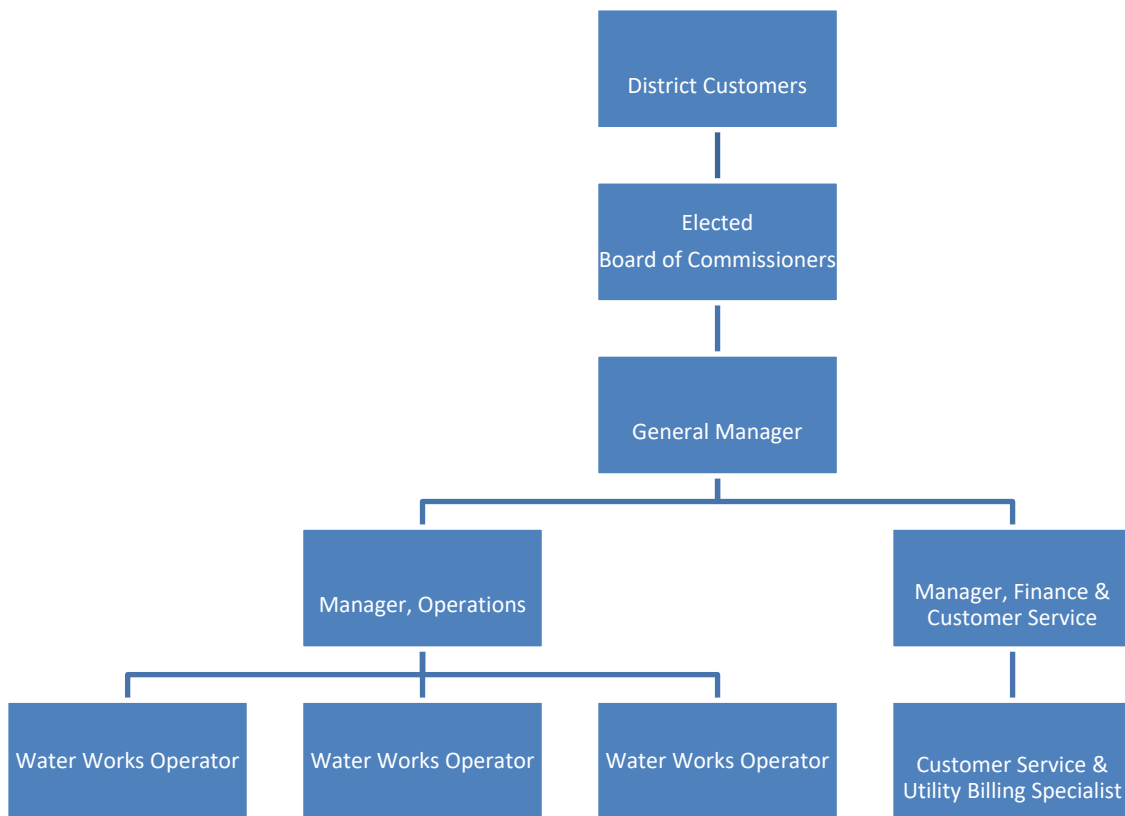 District Customers
Elected
Board of Commissioners
General Manager
Manager, Operations
Manager, Finance &
Customer Service
Water Works Operator
Water Works Operator
Water Works Operator
Customer Service &
Utility Billing Specialist